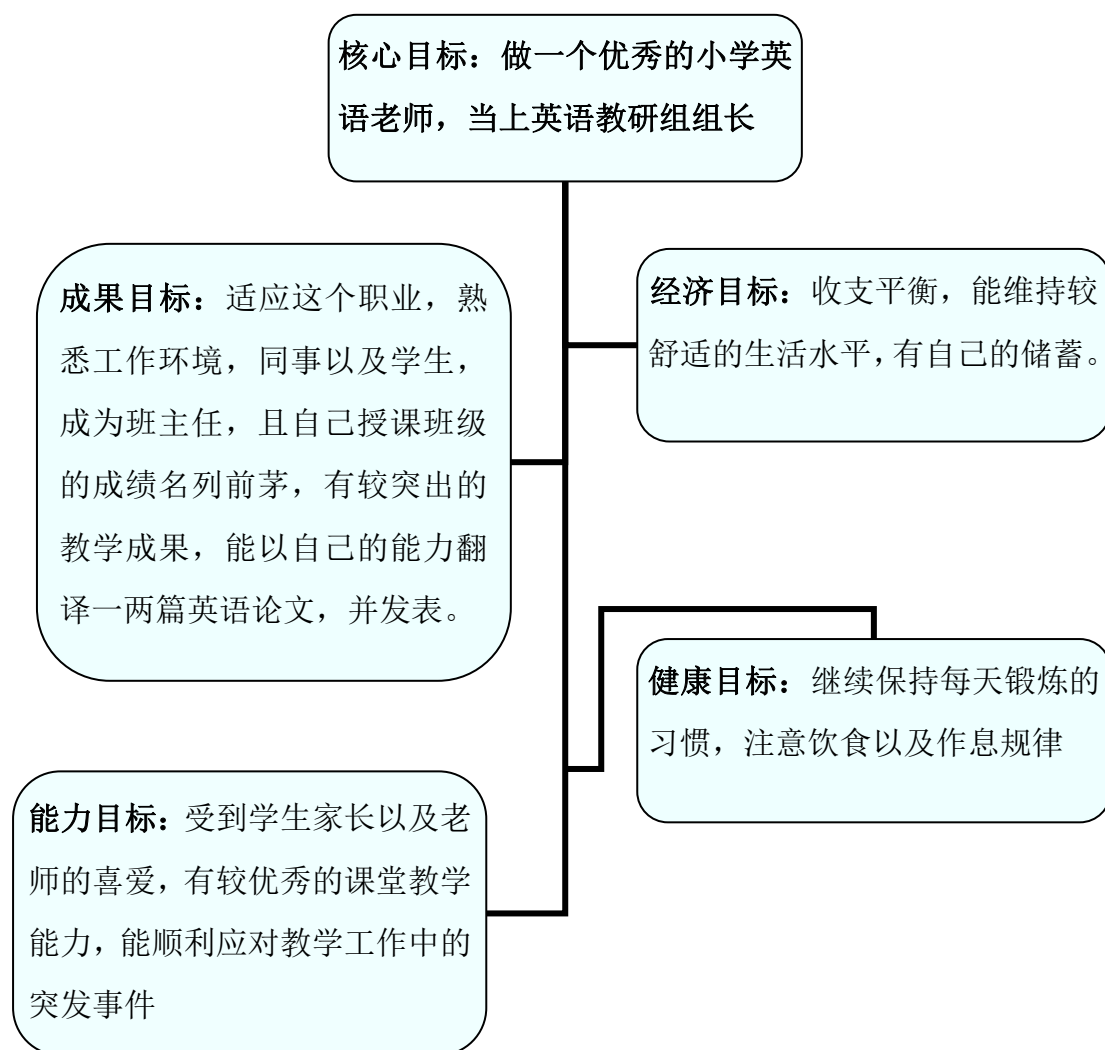 核心目标：做一个优秀的小学英
语老师，当上英语教研组组长
成果目标：适应这个职业，熟
悉工作环境，同事以及学生，
成为班主任，且自己授课班级
的成绩名列前茅，有较突出的
教学成果，能以自己的能力翻
译一两篇英语论文，并发表。
经济目标：收支平衡，能维持较
舒适的生活水平，有自己的储蓄。
健康目标：继续保持每天锻炼的
习惯，注意饮食以及作息规律
能力目标：受到学生家长以及老
师的喜爱，有较优秀的课堂教学
能力，能顺利应对教学工作中的
突发事件